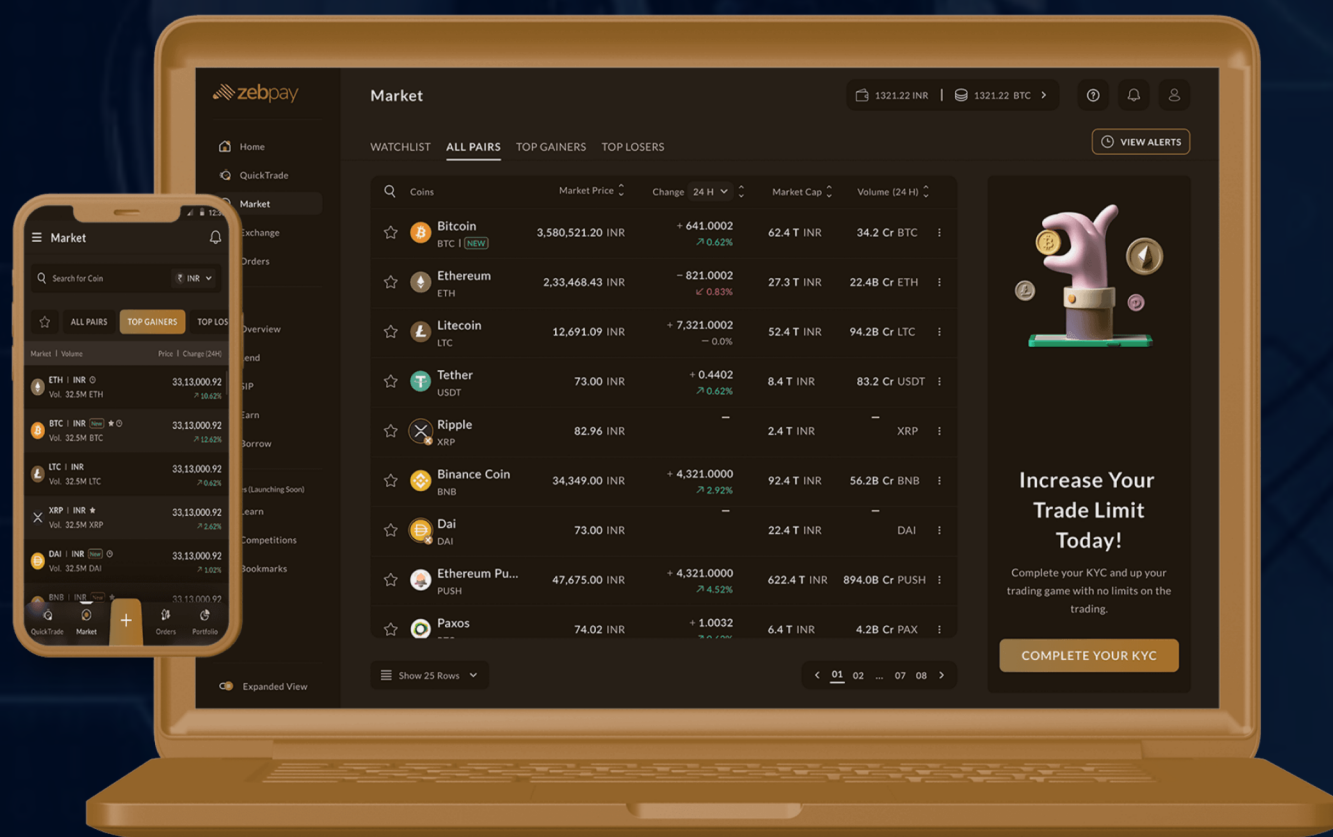 zebpay
Home
QuickTrade
Market
Exchange
Orders
Overview
Lend
SIP
Earn
Borrow
(Launching Soon)
Learn
Competitions
Bookmarks
Expanded View
Market
1321.22 INR | 1321.22 BTC >
WATCHLIST ALL PAIRS TOP GAINERS TOP LOSERS
VIEW ALERTS
Coins Market Price Change 24 H Market Cap Volume (24 H)
Bitcoin
BTC | NEW
3,580,521.20 INR
+ 641.0002
↗ 0.62%
62.4 T INR
34.2 Cr BTC
Ethereum
ETH
2,33,468.43 INR
− 821.0002
↙ 0.83%
27.3 T INR
22.4B Cr ETH
Litecoin
LTC
12,691.09 INR
+ 7,321.0002
— 0.0%
52.4 T INR
94.2B Cr LTC
Tether
USDT
73.00 INR
+ 0.4402
↗ 0.62%
8.4 T INR
83.2 Cr USDT
Ripple
XRP
82.96 INR
—
2.4 T INR
—
XRP
Binance Coin
BNB
34,349.00 INR
+ 4,321.0000
↗ 2.92%
92.4 T INR
56.2B Cr BNB
Dai
DAI
73.00 INR
—
22.4 T INR
—
DAI
Ethereum Pu...
PUSH
47,675.00 INR
+ 4,321.0000
↗ 4.52%
622.4 T INR
894.0B Cr PUSH
Paxos
74.02 INR
+ 1.0032
6.4 T INR
4.2B Cr PAX
Show 25 Rows
< 01 02 ... 07 08 >
Increase Your
Trade Limit
Today!
Complete your KYC and up your
trading game with no limits on the
trading.
COMPLETE YOUR KYC
Market
Search for Coin
₹ INR
ALL PAIRS TOP GAINERS TOP LOS
Market | Volume Price | Change (24H)
ETH | INR
33,13,000.92
Vol. 32.5M ETH
↗ 10.62%
BTC | INR New
33,13,000.92
Vol. 32.5M BTC
↗ 12.62%
LTC | INR
33,13,000.92
Vol. 32.5M LTC
↗ 0.62%
XRP | INR
33,13,000.92
Vol. 32.5M XRP
↗ 2.62%
DAI | INR New
33,13,000.92
Vol. 32.5M DAI
↗ 1.02%
BNB | INR New
33,13,000.92
QuickTrade Market + Orders Portfolio